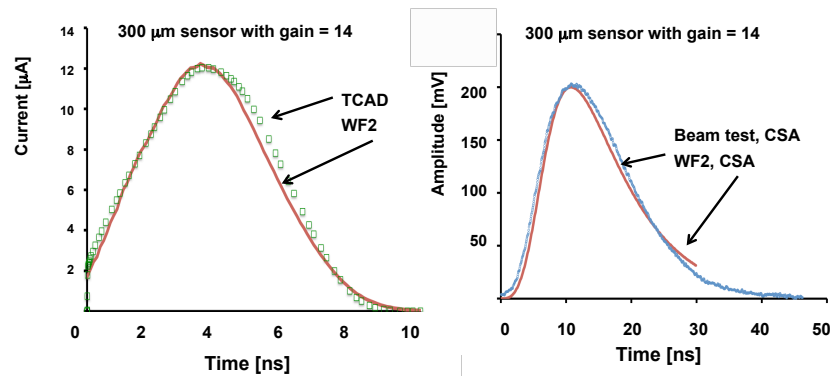 300 µm sensor with gain = 14
Current [µA]
14
12
10
8
6
4
2
0
2
4
6
8
10
Time [ns]
TCAD
WF2
300 µm sensor with gain = 14
Amplitude [mV]
200
150
100
50
0
10
20
30
40
50
Time [ns]
Beam test, CSA
WF2, CSA